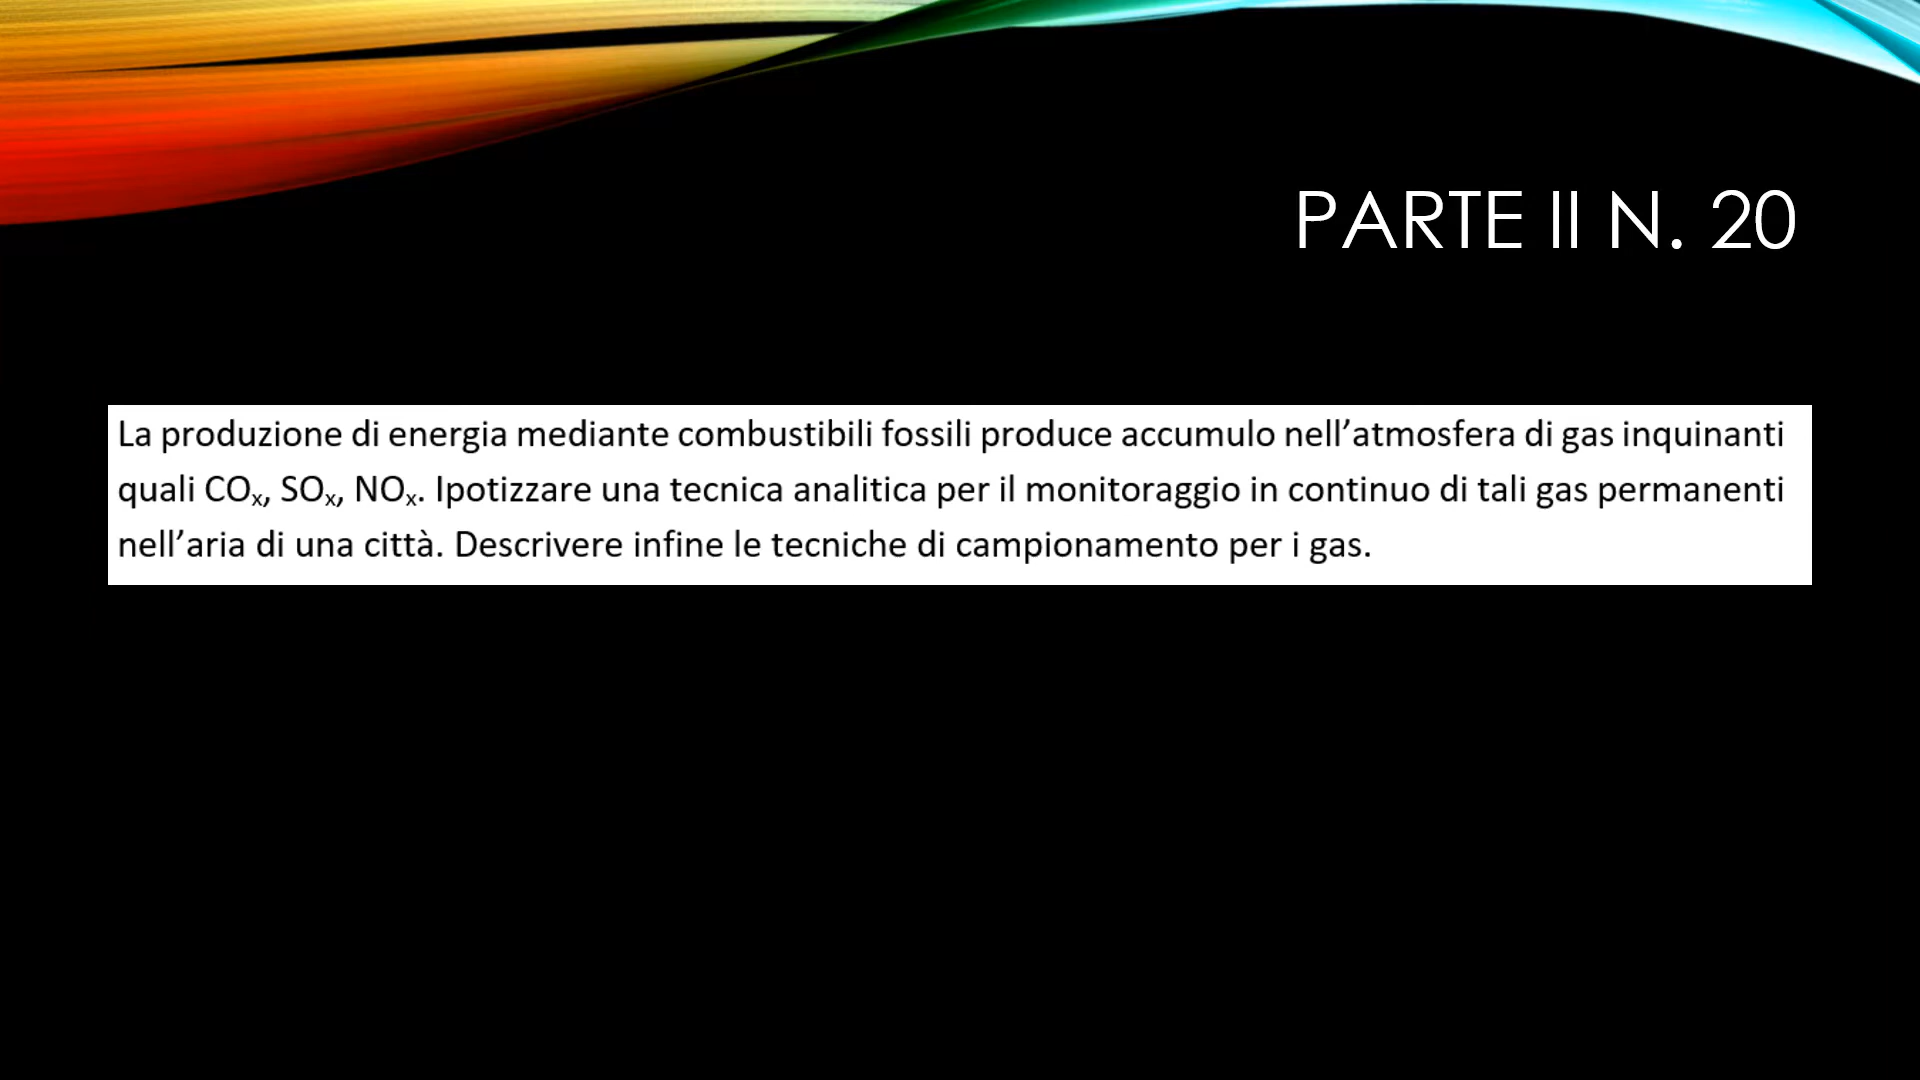 PARTE II N. 20
La produzione di energia mediante combustibili fossili produce accumulo nell’atmosfera di gas inquinanti
quali COₓ, SOₓ, NOₓ. Ipotizzare una tecnica analitica per il monitoraggio in continuo di tali gas permanenti
nell’aria di una città. Descrivere infine le tecniche di campionamento per i gas.